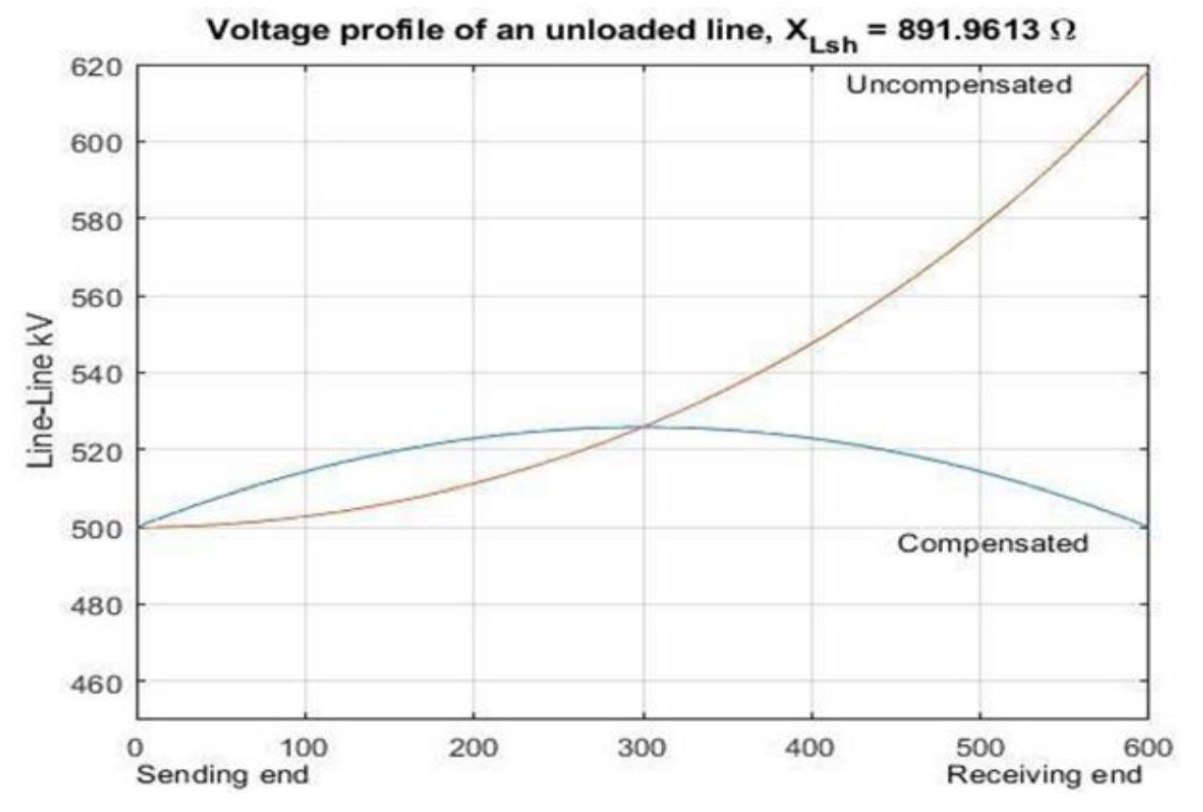 Voltage profile of an unloaded line, X_Lsh = 891.9613 Ω
620
Uncompensated
600
580
560
540
520
500
Compensated
480
460
Line-Line kV
0 100 200 300 400 500 600
Sending end Receiving end